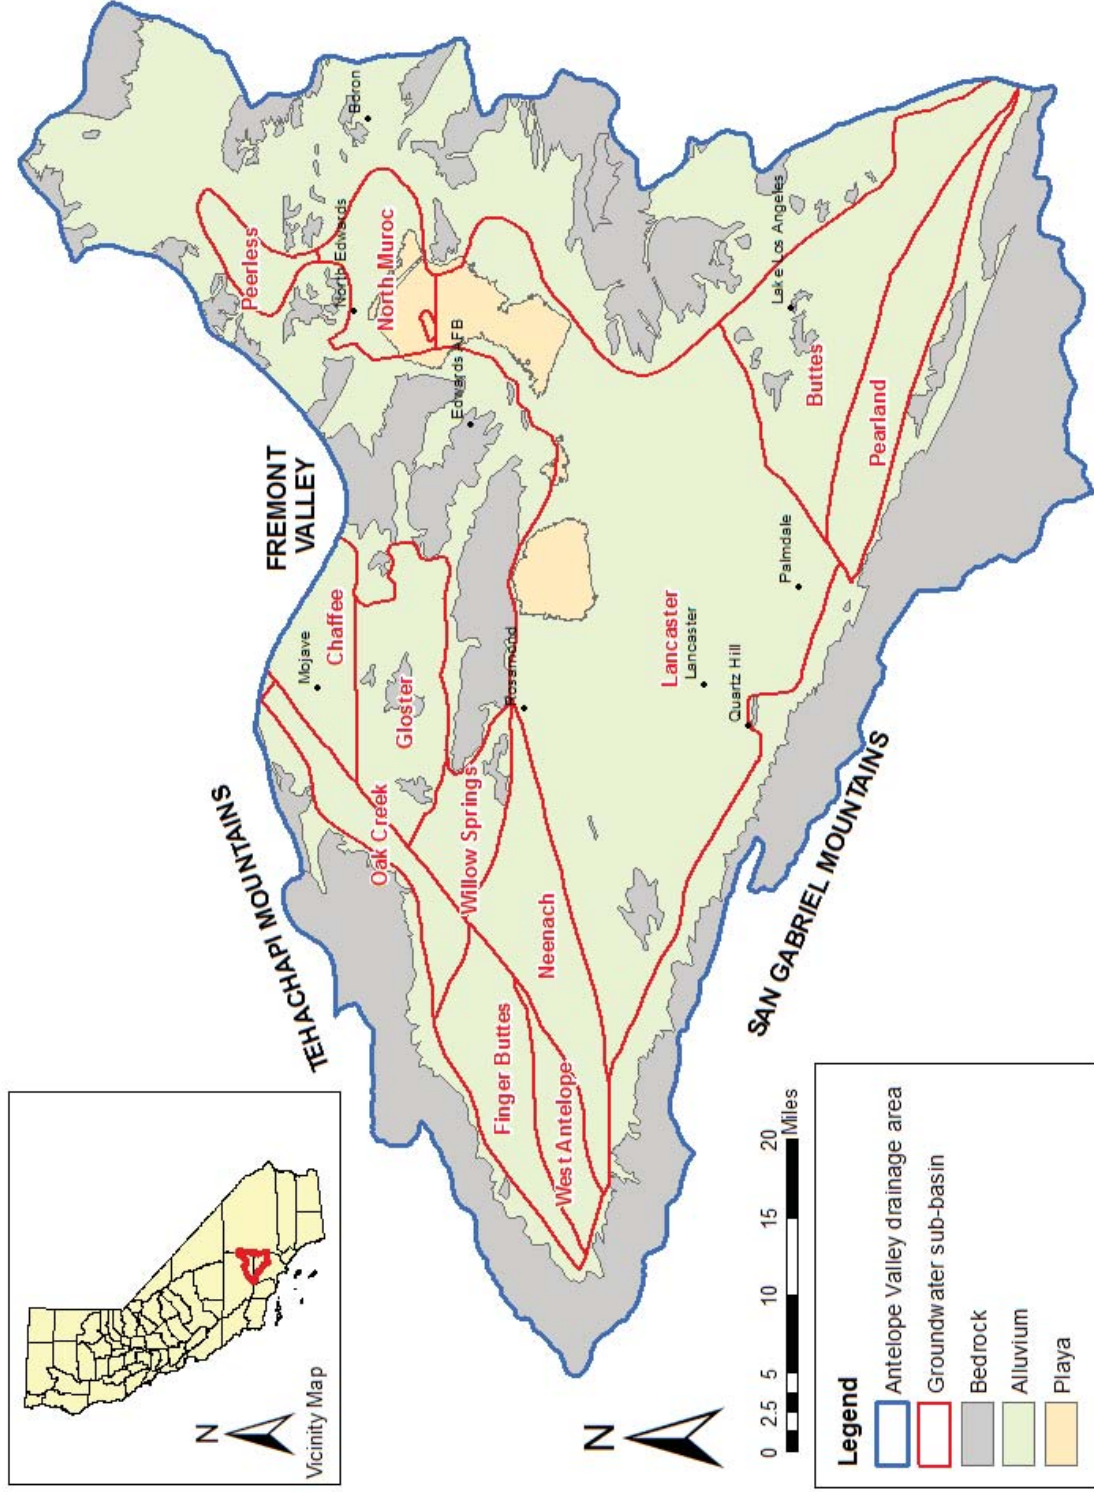 N
Vicinity Map
TEHACHAPI MOUNTAINS
FREMONT
VALLEY
Peerless
Boron
North Edwards
North Muroc
Edwards AFB
Mojave
Chaffee
Gloster
Oak Creek
Willow Springs
Rosamond
Finger Buttes
West Antelope
Neenach
Lancaster
Lancaster
Quartz Hill
Palmdale
Lake Los Angeles
Buttes
Pearland
SAN GABRIEL MOUNTAINS
N
0 2.5 5 10 15 20
Miles
Legend
Antelope Valley drainage area
Groundwater sub-basin
Bedrock
Alluvium
Playa